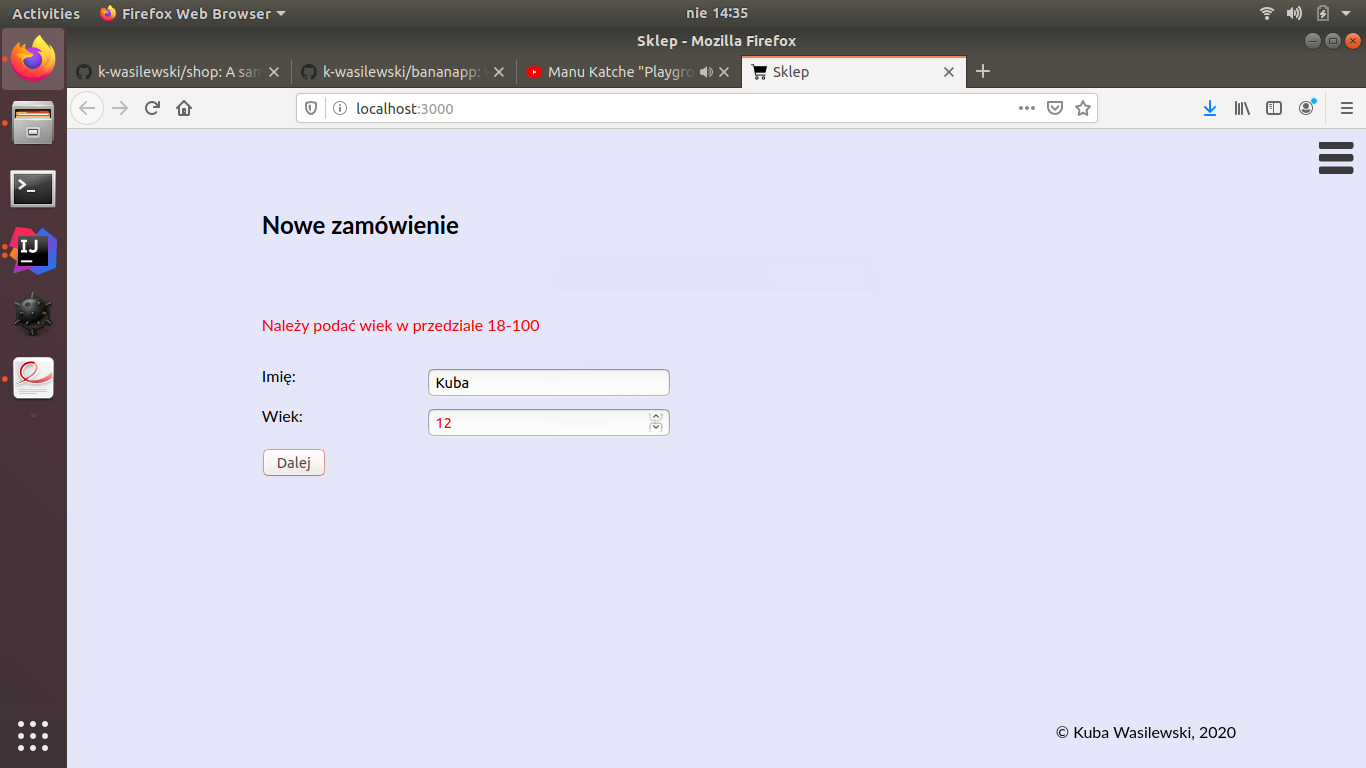 Activities
Firefox Web Browser
nie 14:35
Sklep - Mozilla Firefox
k-wasilewski/shop: A sam
k-wasilewski/bananapp:
Manu Katche "Playgro
Sklep
localhost:3000
Nowe zamówienie
Należy podać wiek w przedziale 18-100
Imię:
Kuba
Wiek:
12
Dalej
© Kuba Wasilewski, 2020
IJ